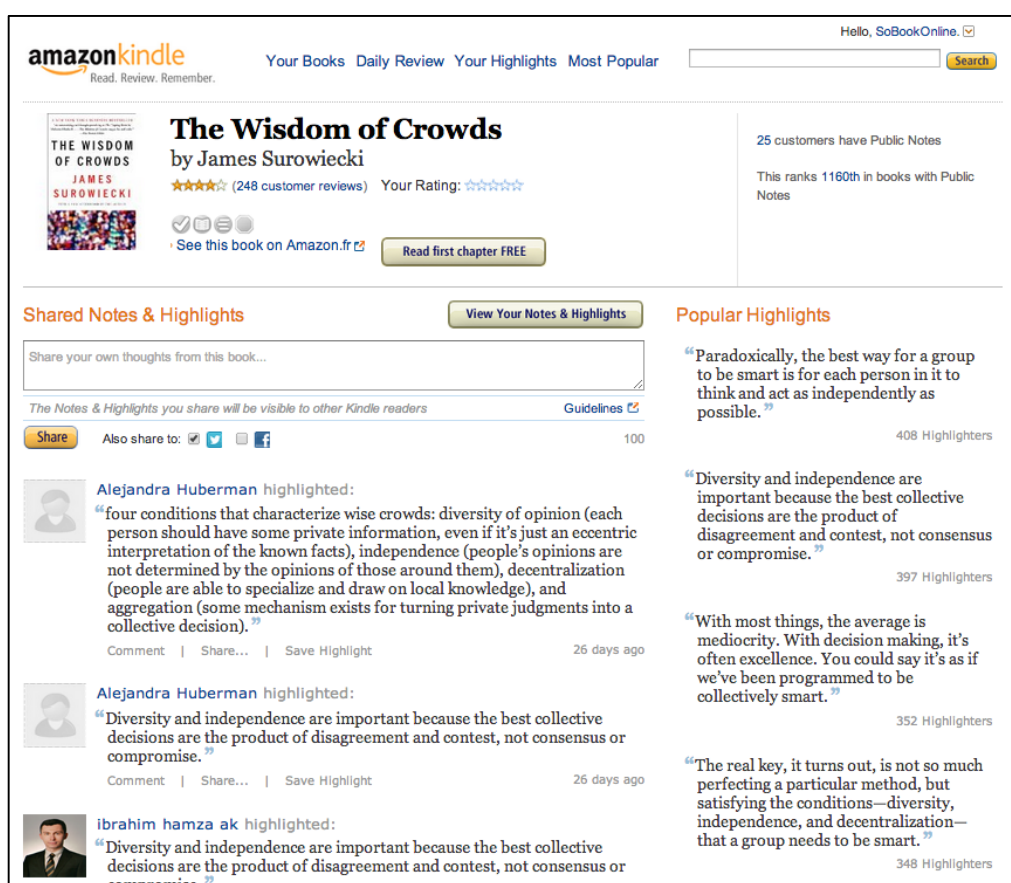 Hello, SoBookOnline.
amazonkindle
Read. Review. Remember.
Your Books Daily Review Your Highlights Most Popular
Search
THE WISDOM
OF CROWDS
JAMES
SUROWIECKI
The Wisdom of Crowds
by James Surowiecki
(248 customer reviews) Your Rating:
See this book on Amazon.fr
Read first chapter FREE
25 customers have Public Notes
This ranks 1160th in books with Public
Notes
Shared Notes & Highlights
View Your Notes & Highlights
Share your own thoughts from this book...
The Notes & Highlights you share will be visible to other Kindle readers
Guidelines
Share
Also share to:
100
Alejandra Huberman highlighted:
“four conditions that characterize wise crowds: diversity of opinion (each
person should have some private information, even if it’s just an eccentric
interpretation of the known facts), independence (people’s opinions are
not determined by the opinions of those around them), decentralization
(people are able to specialize and draw on local knowledge), and
aggregation (some mechanism exists for turning private judgments into a
collective decision).”
Comment | Share... | Save Highlight
26 days ago
Alejandra Huberman highlighted:
“Diversity and independence are important because the best collective
decisions are the product of disagreement and contest, not consensus or
compromise.”
Comment | Share... | Save Highlight
26 days ago
ibrahim hamza ak highlighted:
“Diversity and independence are important because the best collective
decisions are the product of disagreement and contest, not consensus or
compromise.”
Popular Highlights
“Paradoxically, the best way for a group
to be smart is for each person in it to
think and act as independently as
possible.”
408 Highlighters
“Diversity and independence are
important because the best collective
decisions are the product of
disagreement and contest, not consensus
or compromise.”
397 Highlighters
“With most things, the average is
mediocrity. With decision making, it’s
often excellence. You could say it’s as if
we’ve been programmed to be
collectively smart.”
352 Highlighters
“The real key, it turns out, is not so much
perfecting a particular method, but
satisfying the conditions—diversity,
independence, and decentralization—
that a group needs to be smart.”
348 Highlighters